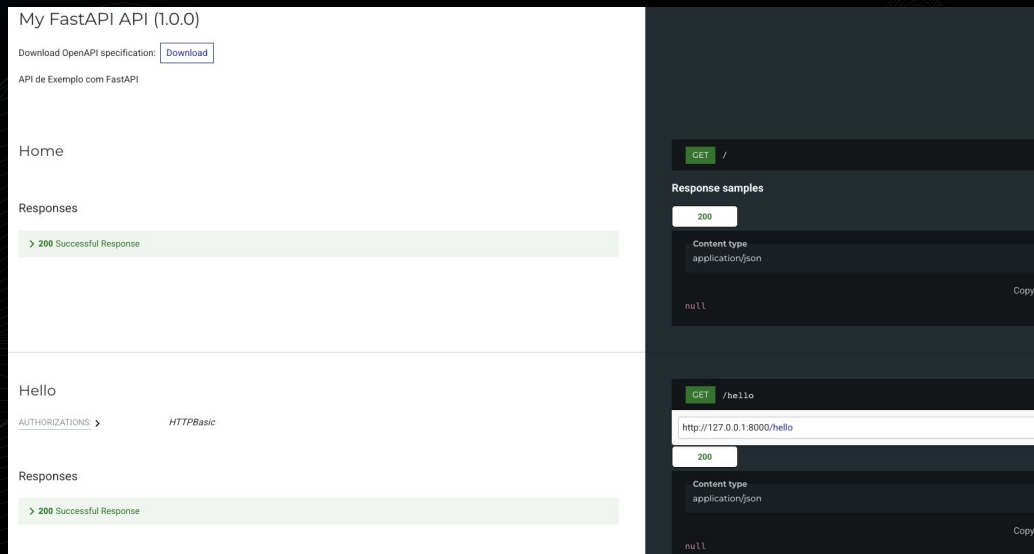 My FastAPI API (1.0.0)
Download OpenAPI specification: Download
API de Exemplo com FastAPI
Home
Responses
200 Successful Response
GET /
Response samples
200
Content type
application/json
Copy
null
Hello
AUTHORIZATIONS: HTTPBasic
Responses
200 Successful Response
GET /hello
http://127.0.0.1:8000/hello
200
Content type
application/json
Copy
null